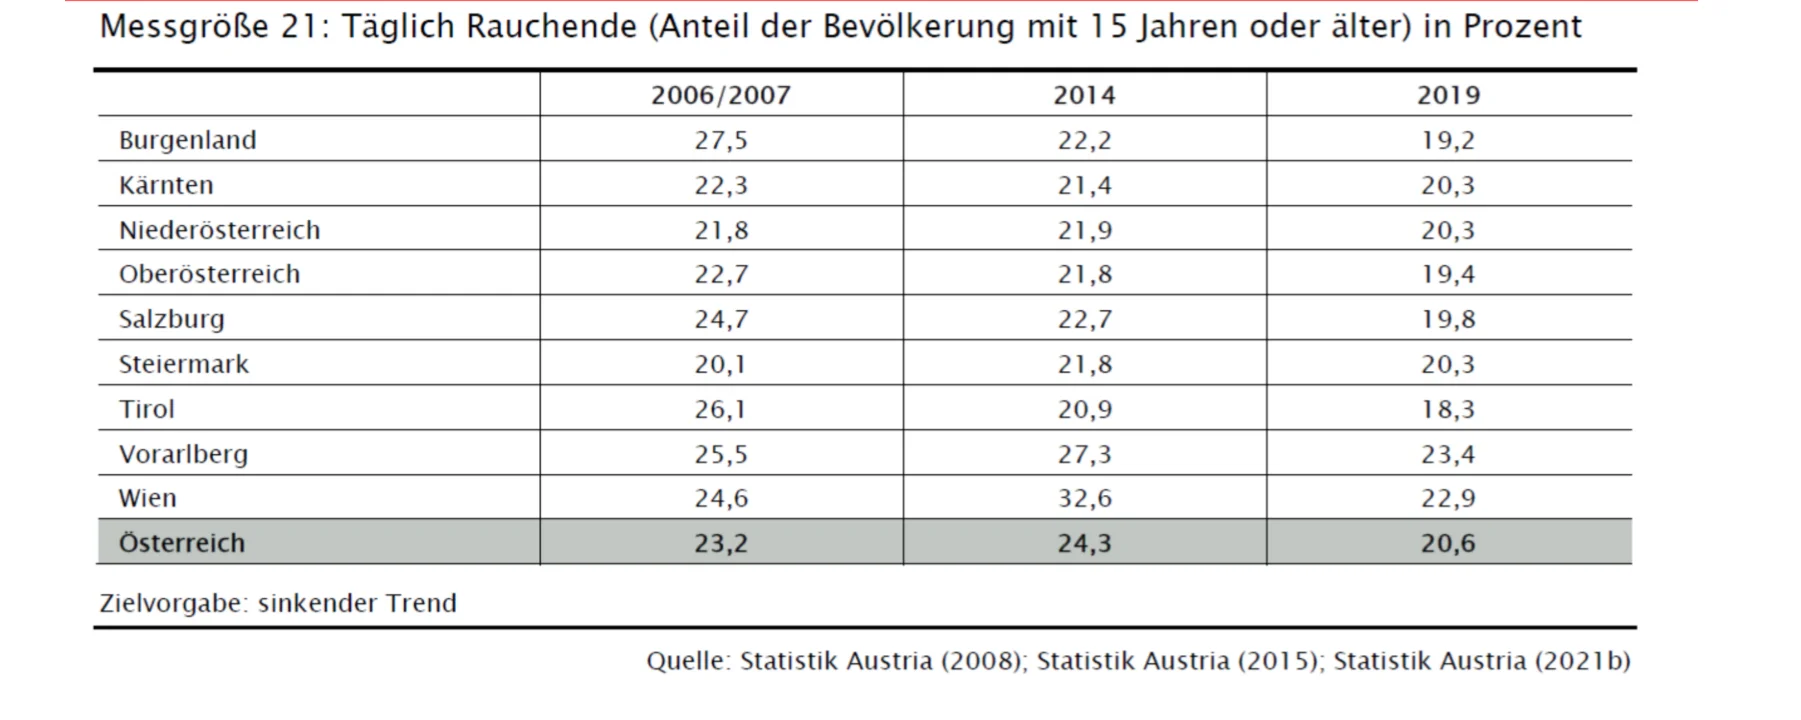 Messgröße 21: Täglich Rauchende (Anteil der Bevölkerung mit 15 Jahren oder älter) in Prozent
2006/2007 2014 2019
Burgenland 27,5 22,2 19,2
Kärnten 22,3 21,4 20,3
Niederösterreich 21,8 21,9 20,3
Oberösterreich 22,7 21,8 19,4
Salzburg 24,7 22,7 19,8
Steiermark 20,1 21,8 20,3
Tirol 26,1 20,9 18,3
Vorarlberg 25,5 27,3 23,4
Wien 24,6 32,6 22,9
Österreich 23,2 24,3 20,6
Zielvorgabe: sinkender Trend
Quelle: Statistik Austria (2008); Statistik Austria (2015); Statistik Austria (2021b)